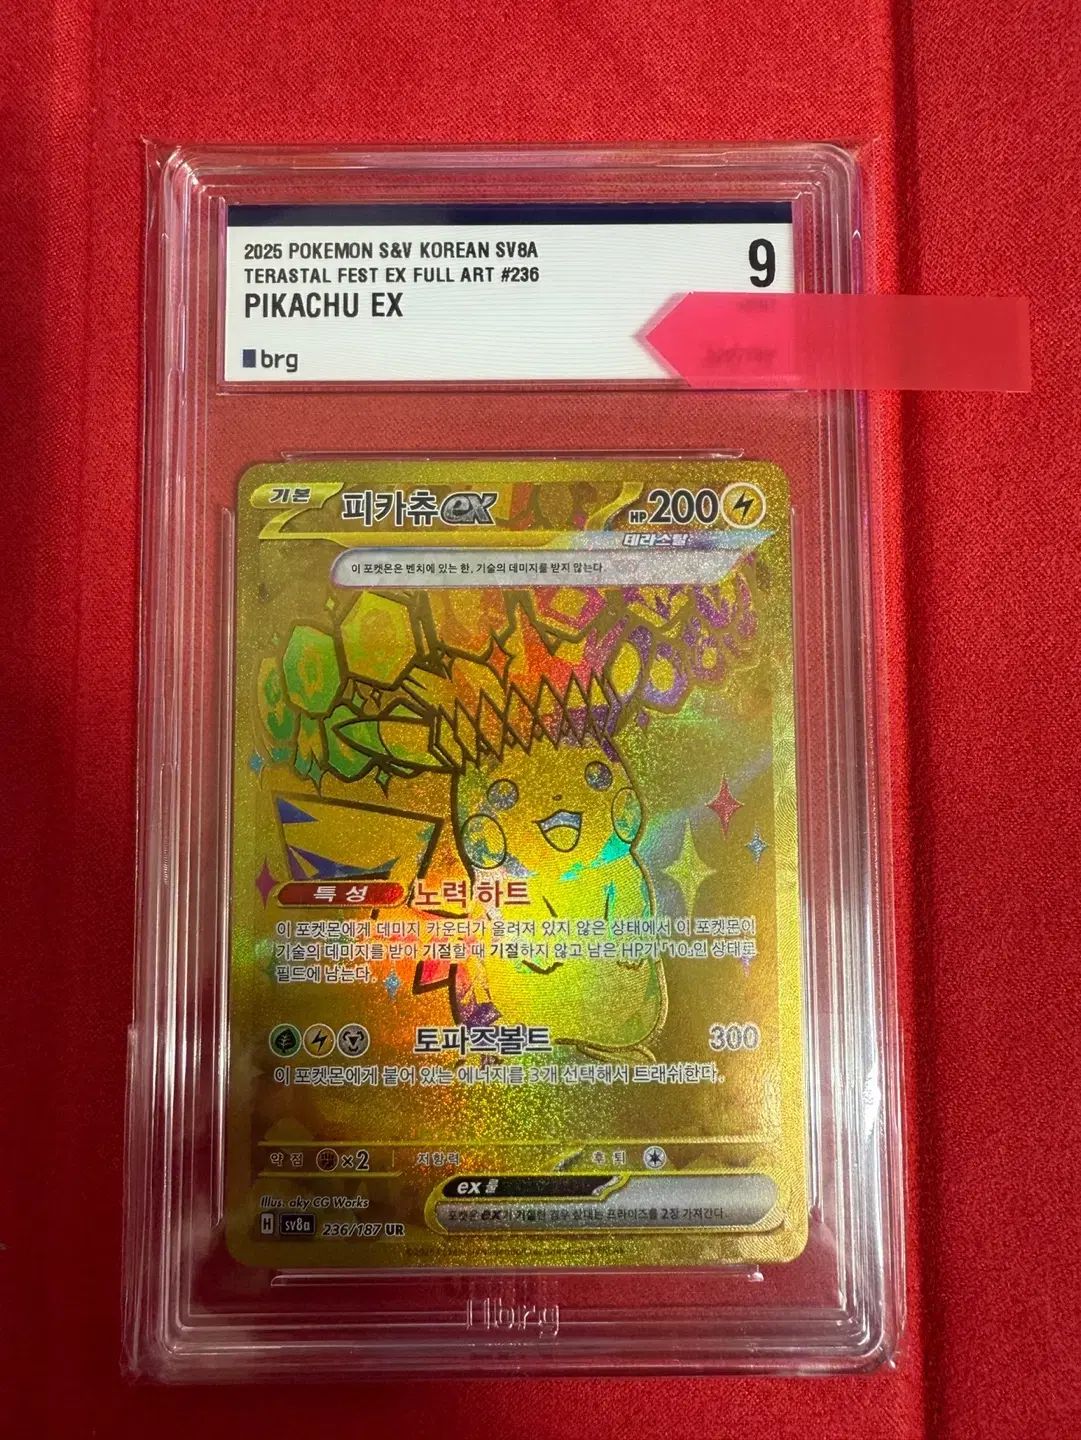 2025 POKEMON S&V KOREAN SV8A
TERASTAL FEST EX FULL ART #236
PIKACHU EX
9
brg
기본
피카츄ex
HP200
테라스탈
이 포켓몬은 벤치에 있는 한, 기술의 데미지를 받지 않는다.
특성 노력 하트
이 포켓몬에게 데미지 카운터가 올려져 있지 않은 상태에서 이 포켓몬이
기술의 데미지를 받아 기절할 때 기절하지 않고 남은 HP가 「10」인 상태로
필드에 남는다.
토파즈볼트 300
이 포켓몬에게 붙어 있는 에너지를 3개 선택해서 트래쉬한다.
약점 ×2 저항력 후퇴
ex룰
포켓몬 ex가 기절한 경우 상대는 프라이즈를 2장 가져간다.
Illus. aky CG Works
H sv8a 236/187 UR
brg